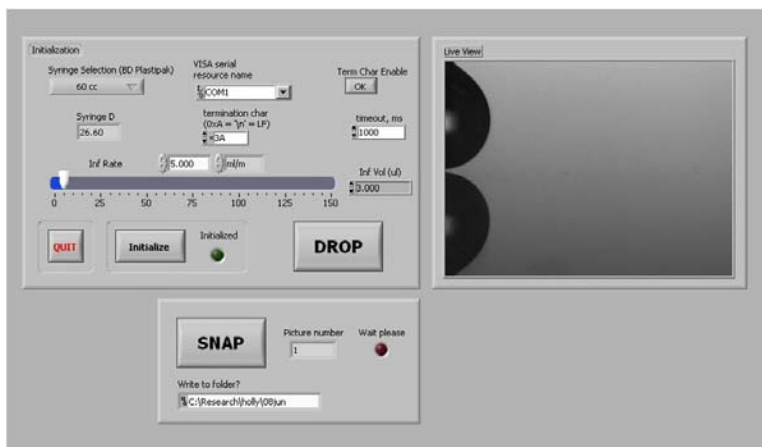 Initialization
Syringe Selection (BD Plastipak)
60 cc
VISA serial
resource name
COM1
Term Char Enable
OK
Syringe D
26.60
termination char
(0xA = '\n' = LF)
3A
timeout, ms
1000
Inf Rate
5.000
ml/m
Inf Vol (ul)
3.000
0 25 50 75 100 125 150
QUIT
Initialize
Initialized
DROP
Live View
SNAP
Picture number
1
Wait please
Write to folder?
C:\Research\holly\08jun